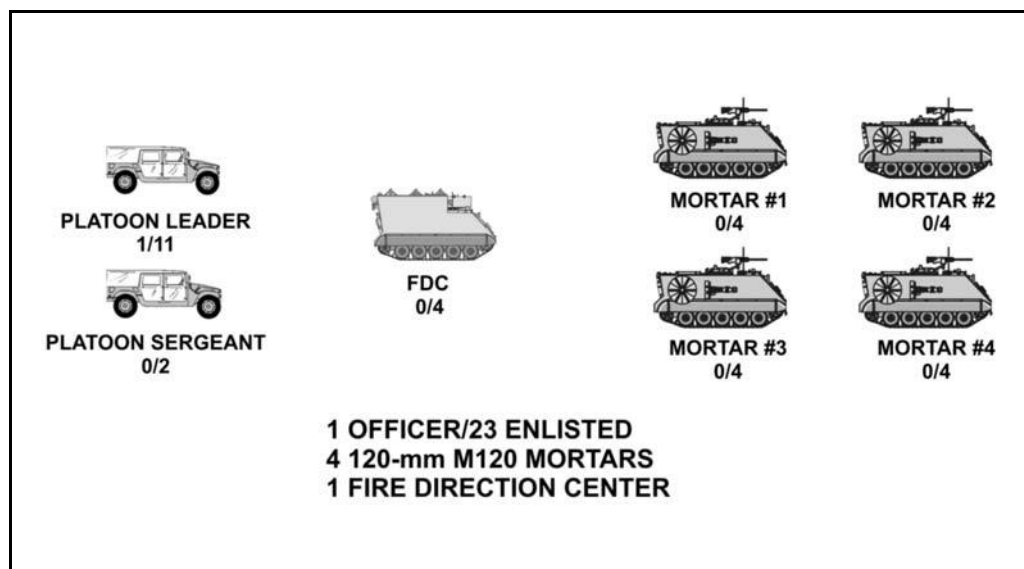 PLATOON LEADER
1/11
PLATOON SERGEANT
0/2
FDC
0/4
MORTAR #1
0/4
MORTAR #2
0/4
MORTAR #3
0/4
MORTAR #4
0/4
1 OFFICER/23 ENLISTED
4 120-mm M120 MORTARS
1 FIRE DIRECTION CENTER